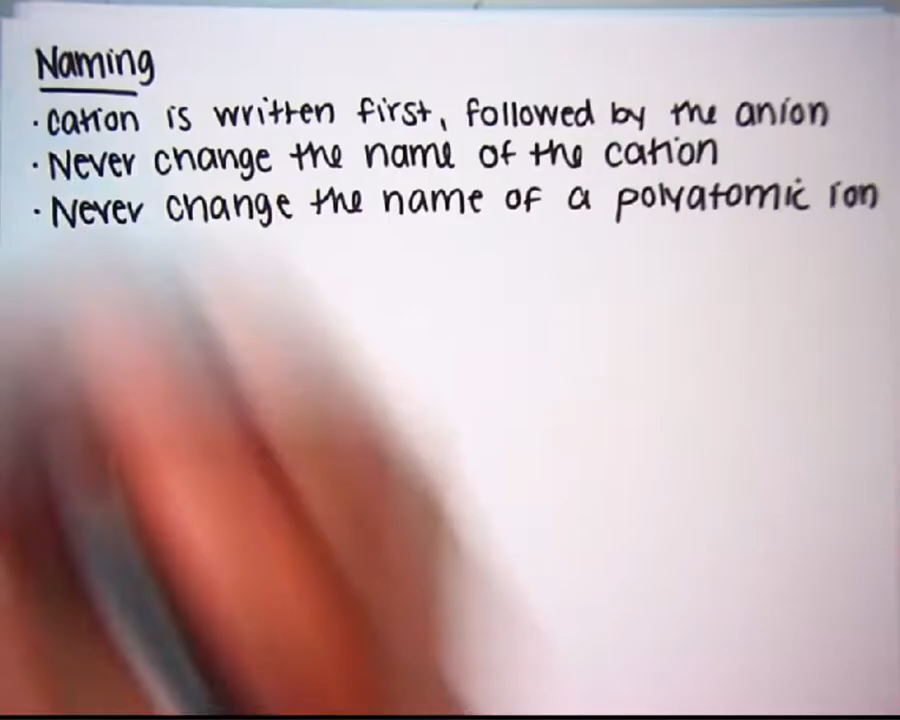 Naming
· cation is written first, followed by the anion
· Never change the name of the cation
· Never change the name of a polyatomic ion